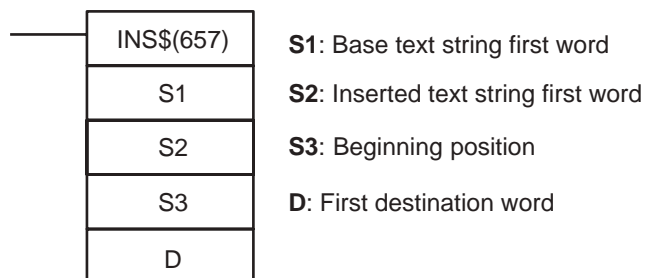 INS$(657)
S1
S2
S3
D
S1: Base text string first word
S2: Inserted text string first word
S3: Beginning position
D: First destination word